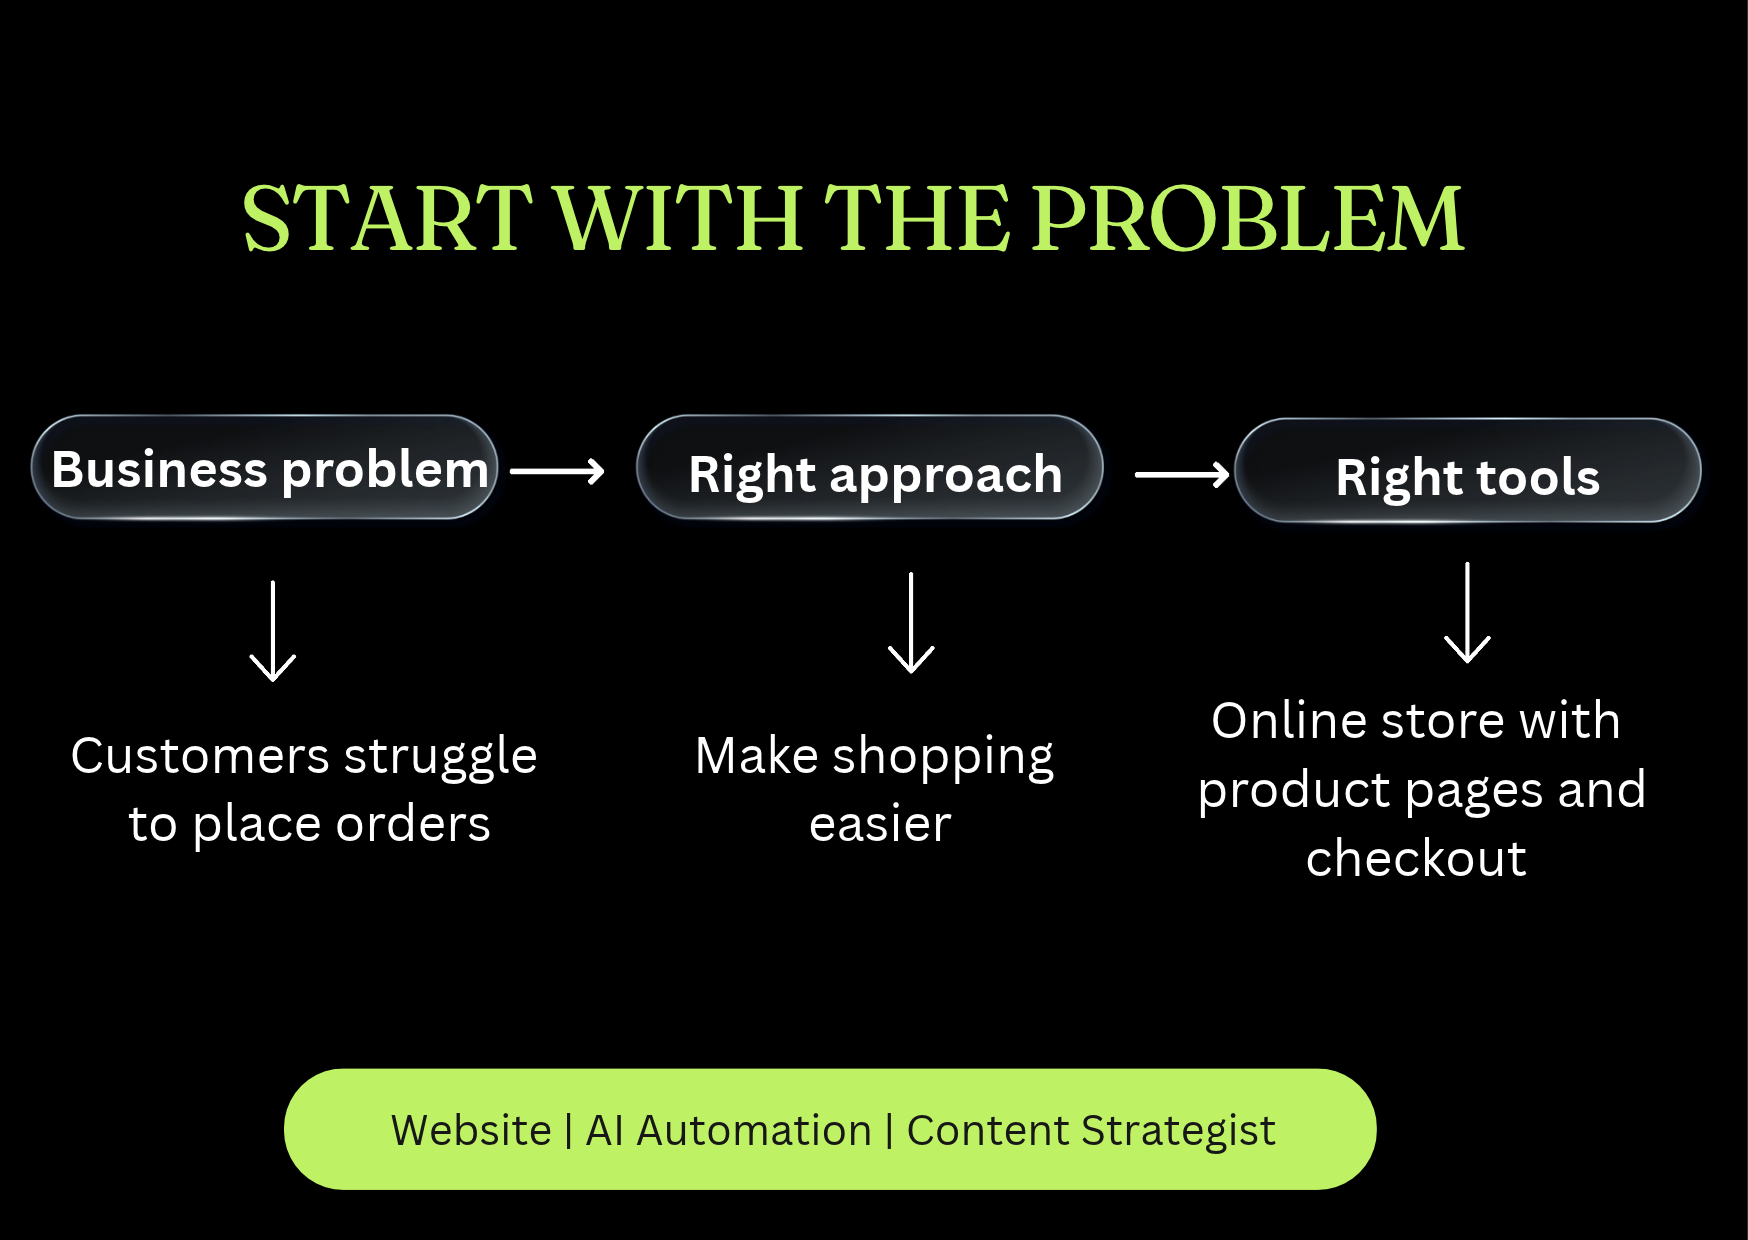 START WITH THE PROBLEM
Business problem
Right approach
Right tools
Customers struggle
to place orders
Make shopping
easier
Online store with
product pages and
checkout
Website | AI Automation | Content Strategist